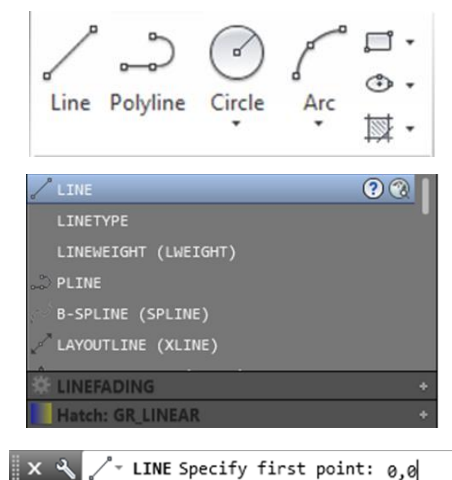 Line Polyline Circle Arc
LINE
LINETYPE
LINEWEIGHT (LWEIGHT)
PLINE
B-SPLINE (SPLINE)
LAYOUTLINE (XLINE)
LINEFADING +
Hatch: GR_LINEAR +
LINE Specify first point: 0,0